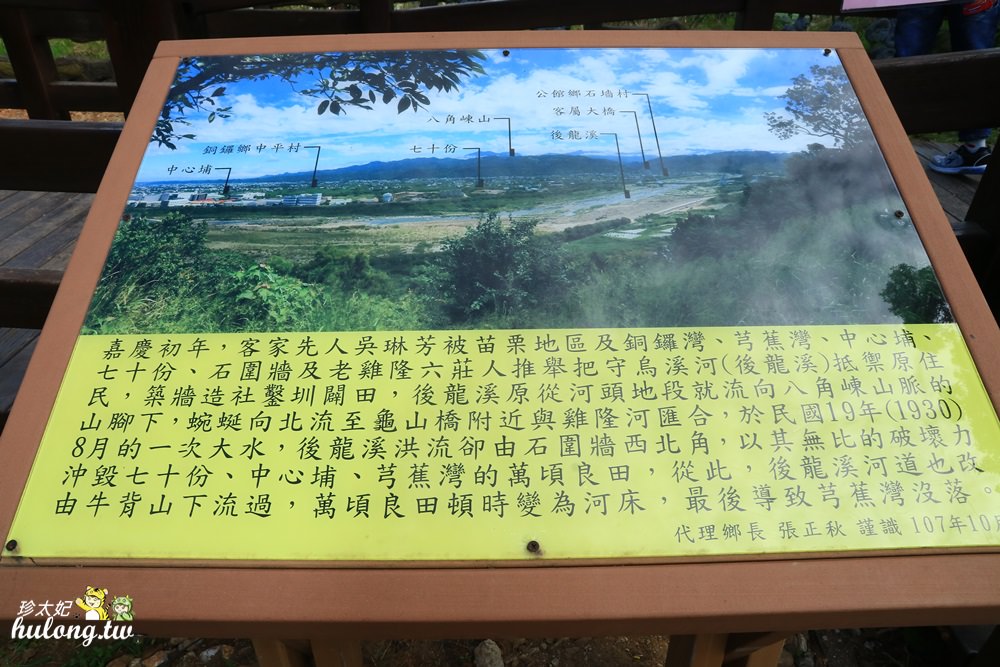 公館鄉石墻村
客屬大橋
八角崠山
後龍溪
銅鑼鄉中平村
七十份
中心埔
嘉慶初年，客家先人吳琳芳被苗栗地區及銅鑼灣、芎蕉灣、中心埔、
七十份、石圍牆及老雞隆六莊人推舉把守烏溪河(後龍溪)抵禦原住
民，築牆造社鑿圳闢田，後龍溪原從河頭地段就流向八角崠山脈的
山腳下，蜿蜒向北流至龜山橋附近與雞隆河匯合，於民國19年(1930)
8月的一次大水，後龍溪洪流卻由石圍牆西北角，以其無比的破壞力
沖毀七十份、中心埔、芎蕉灣的萬頃良田，從此，後龍溪河道也改
由牛背山下流過，萬頃良田頓時變為河床，最後導致芎蕉灣沒落。
代理鄉長 張正秋 謹識 107年10月
珍太妃
hulong.tw